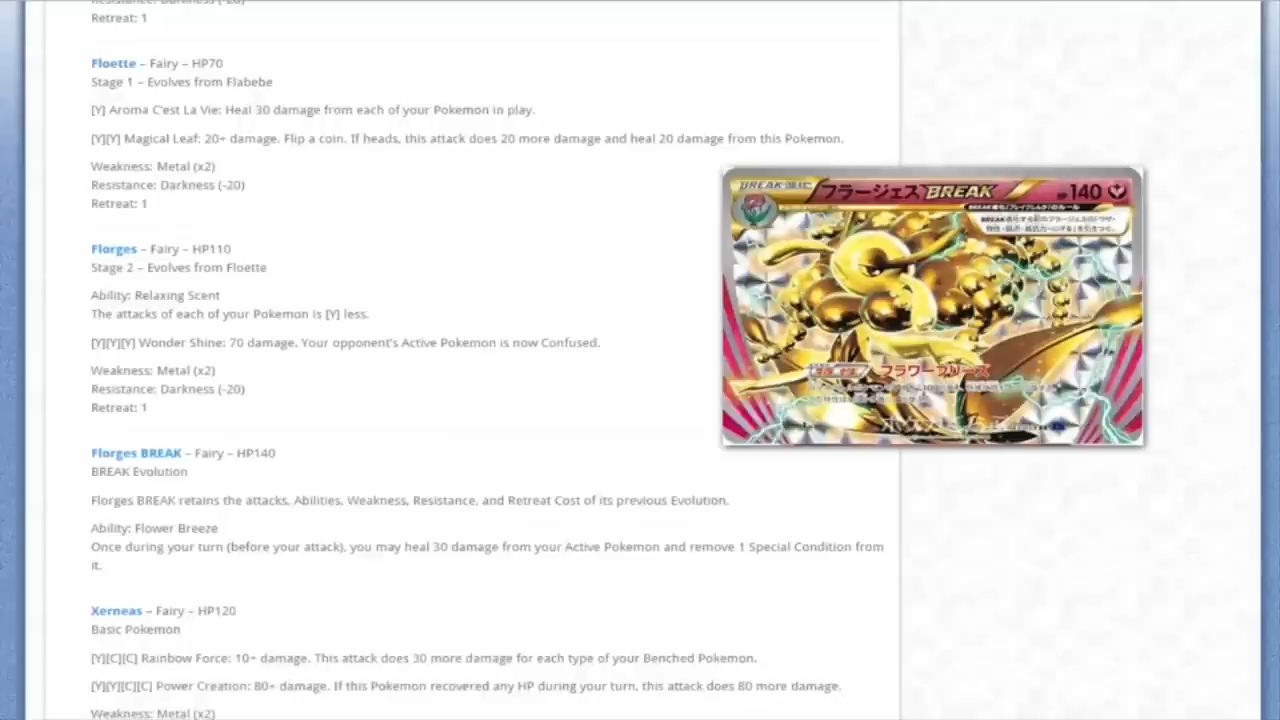 Resistance: Darkness (-20)
Retreat: 1
Floette – Fairy – HP70
Stage 1 – Evolves from Flabebe
[Y] Aroma C'est La Vie: Heal 30 damage from each of your Pokemon in play.
[Y][Y] Magical Leaf: 20+ damage. Flip a coin. If heads, this attack does 20 more damage and heal 20 damage from this Pokemon.
Weakness: Metal (x2)
Resistance: Darkness (-20)
Retreat: 1
Florges – Fairy – HP110
Stage 2 – Evolves from Floette
Ability: Relaxing Scent
The attacks of each of your Pokemon is [Y] less.
[Y][Y][Y] Wonder Shine: 70 damage. Your opponent's Active Pokemon is now Confused.
Weakness: Metal (x2)
Resistance: Darkness (-20)
Retreat: 1
Florges BREAK – Fairy – HP140
BREAK Evolution
Florges BREAK retains the attacks, Abilities, Weakness, Resistance, and Retreat Cost of its previous Evolution.
Ability: Flower Breeze
Once during your turn (before your attack), you may heal 30 damage from your Active Pokemon and remove 1 Special Condition from
it.
Xerneas – Fairy – HP120
Basic Pokemon
[Y][C][C] Rainbow Force: 10+ damage. This attack does 30 more damage for each type of your Benched Pokemon.
[Y][Y][C][C] Power Creation: 80+ damage. If this Pokemon recovered any HP during your turn, this attack does 80 more damage.
Weakness: Metal (x2)
BREAK進化
フラージェス BREAK
HP 140
フラワーブリーズ